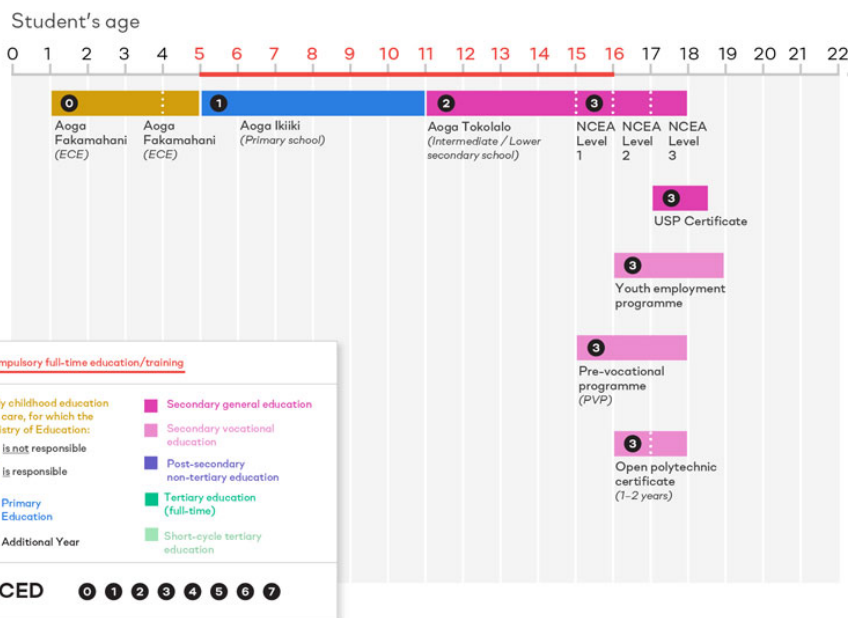 Student's age
0 1 2 3 4 5 6 7 8 9 10 11 12 13 14 15 16 17 18 19 20 21 22
0 1 2 3
Aoga Fakamahani (ECE)
Aoga Fakamahani (ECE)
Aoga Ikiiki (Primary school)
Aoga Tokolalo (Intermediate / Lower secondary school)
NCEA Level 1
NCEA Level 2
NCEA Level 3
3
USP Certificate
3
Youth employment
programme
3
Pre-vocational
programme
(PVP)
3
Open polytechnic
certificate
(1–2 years)
mpulsory full-time education/training
y childhood education
care, for which the
istry of Education:
is not responsible
is responsible
Primary
Education
Additional Year
Secondary general education
Secondary vocational
education
Post-secondary
non-tertiary education
Tertiary education
(full-time)
Short-cycle tertiary
education
CED 0 1 2 3 4 5 6 7